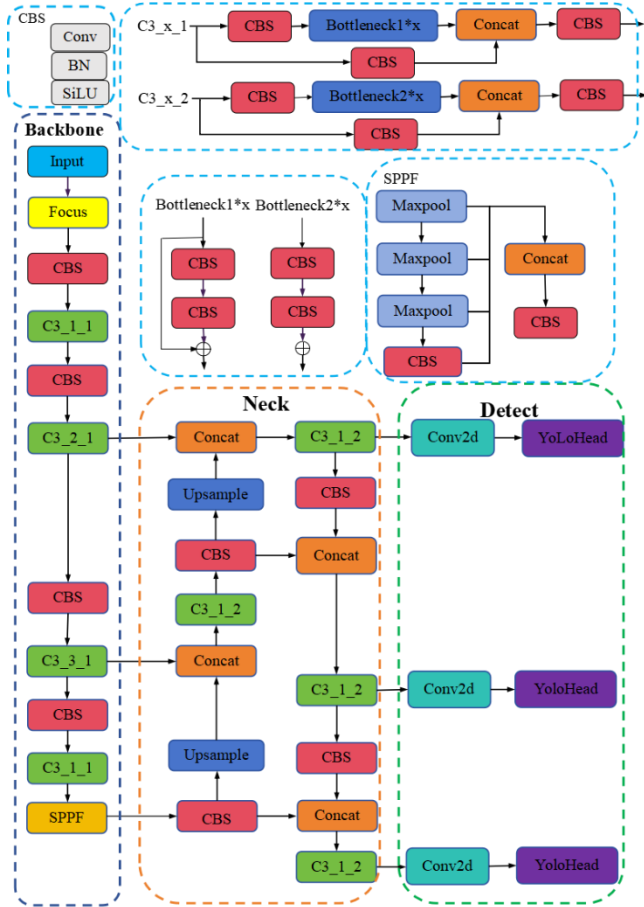 CBS
Conv
BN
SiLU
C3_x_1
CBS
Bottleneck1*x
Concat
CBS
CBS
C3_x_2
CBS
Bottleneck2*x
Concat
CBS
CBS
Backbone
Input
Focus
CBS
C3_1_1
CBS
C3_2_1
CBS
C3_3_1
CBS
C3_1_1
SPPF
Bottleneck1*x
Bottleneck2*x
CBS
CBS
CBS
CBS
SPPF
Maxpool
Maxpool
Maxpool
CBS
Concat
CBS
Neck
Concat
Upsample
CBS
C3_1_2
Concat
Upsample
CBS
C3_1_2
CBS
Concat
C3_1_2
CBS
Concat
C3_1_2
Detect
Conv2d
YoLoHead
Conv2d
YoloHead
Conv2d
YoloHead